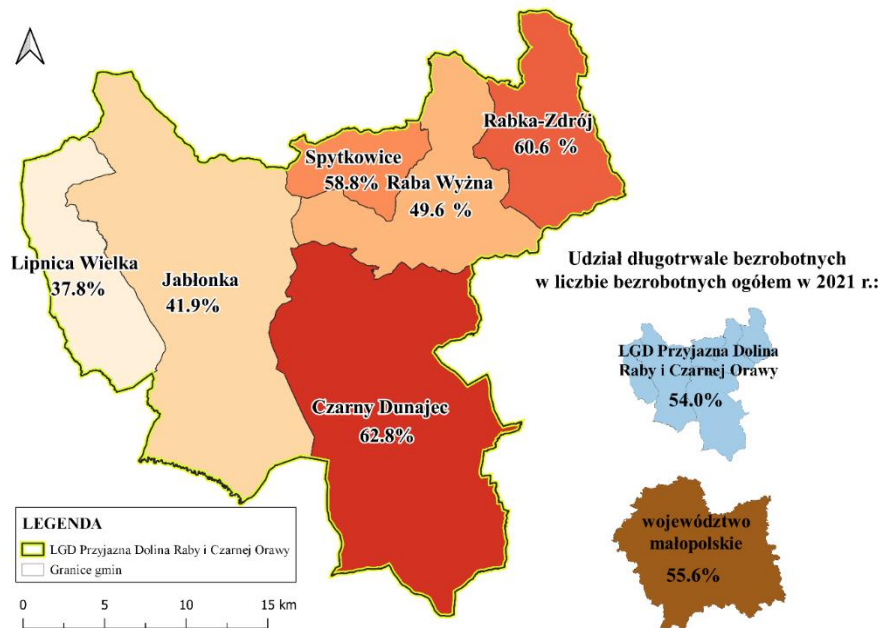 Rabka-Zdrój
60.6 %
Spytkowice
58.8%
Raba Wyżna
49.6 %
Lipnica Wielka
37.8%
Jabłonka
41.9%
Czarny Dunajec
62.8%
Udział długotrwale bezrobotnych
w liczbie bezrobotnych ogółem w 2021 r.:
LGD Przyjazna Dolina
Raby i Czarnej Orawy
54.0%
województwo
małopolskie
55.6%
LEGENDA
LGD Przyjazna Dolina Raby i Czarnej Orawy
Granice gmin
0 5 10 15 km